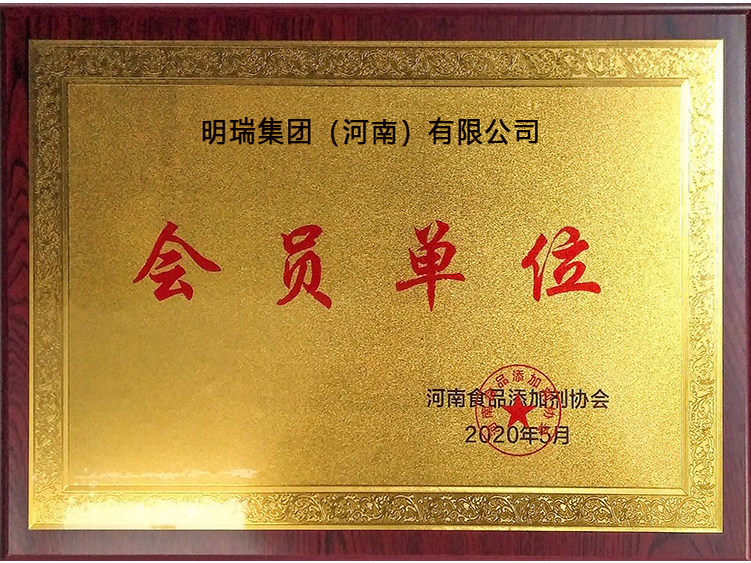 明瑞集团（河南）有限公司
会员单位
河南食品添加剂协会
2020年5月